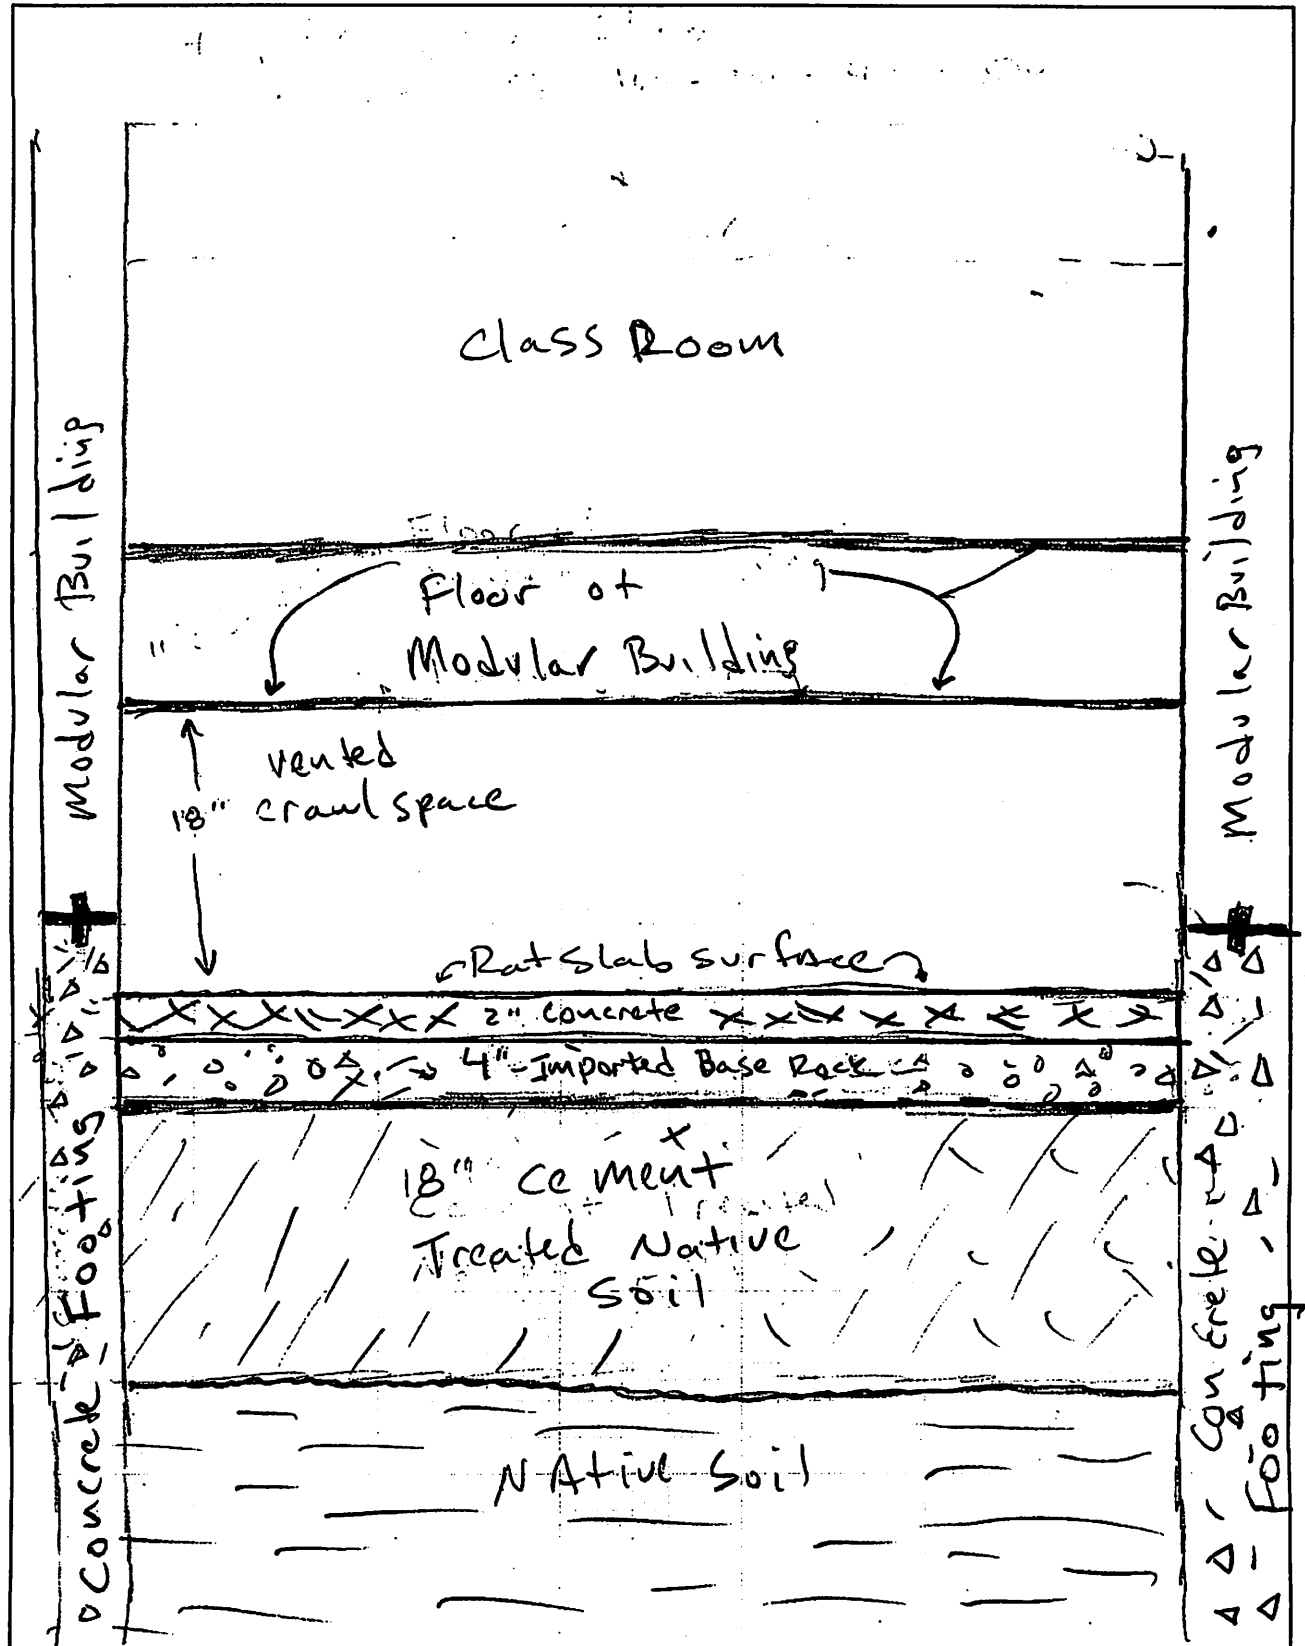 Class Room
Modular Building
Modular Building
Floor
Floor of
Modular Building
vented
18" crawl space
Rat Slab surface
2" concrete
4" Imported Base Rock
18" cement
Treated Native
Soil
Native Soil
Concrete Footing
Concrete
Footing